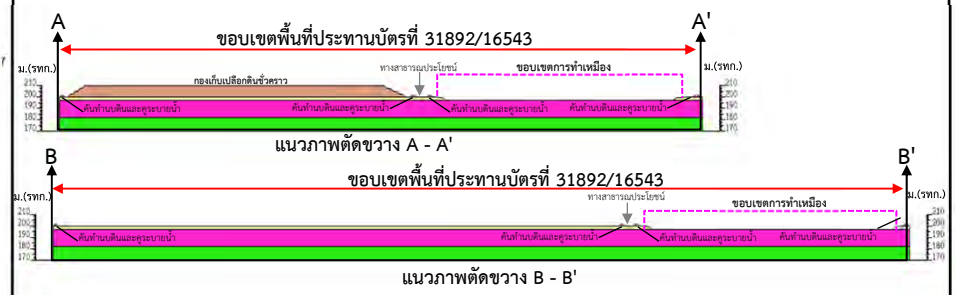 A A'
ขอบเขตพื้นที่ประทานบัตรที่ 31892/16543
ม.(รทก.) กองเก็บเปลือกดินชั่วคราว ทางสาธารณประโยชน์ ขอบเขตการทำเหมือง ม.(รทก.)
210 210
200 200
190 คันทำนบดินและคูระบายน้ำ คันทำนบดินและคูระบายน้ำ คันทำนบดินและคูระบายน้ำ คันทำนบดินและคูระบายน้ำ 190
180 180
170 170
แนวภาพตัดขวาง A - A'
B B'
ขอบเขตพื้นที่ประทานบัตรที่ 31892/16543
ม.(รทก.) ทางสาธารณประโยชน์ ขอบเขตการทำเหมือง ม.(รทก.)
210 210
200 200
190 คันทำนบดินและคูระบายน้ำ คันทำนบดินและคูระบายน้ำ คันทำนบดินและคูระบายน้ำ คันทำนบดินและคูระบายน้ำ 190
180 180
170 170
แนวภาพตัดขวาง B - B'